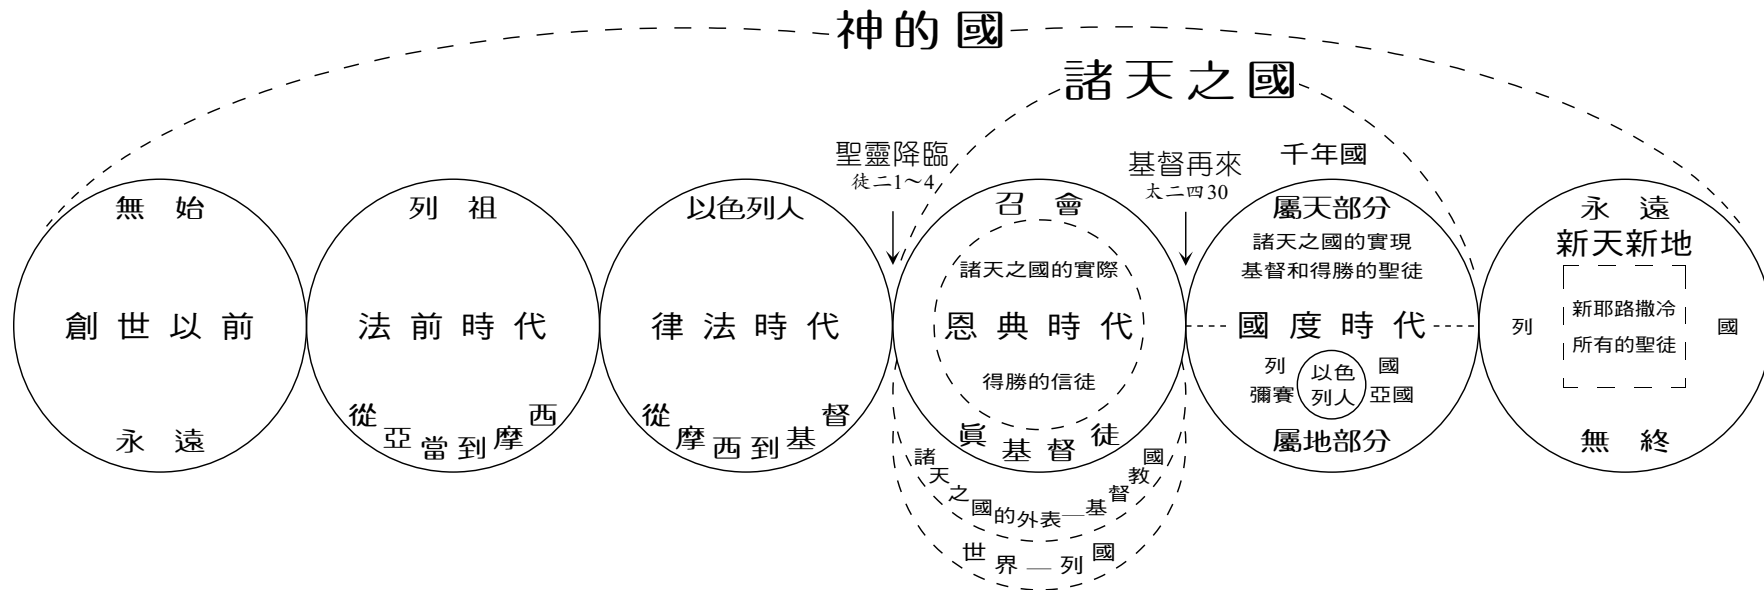 神的國
諸天之國
聖靈降臨
徒二1～4
基督再來
太二四30
千年國
無始
創世以前
永遠
列祖
法前時代
從亞當到摩西
以色列人
律法時代
從摩西到基督
召會
諸天之國的實際
恩典時代
得勝的信徒
眞基督徒
諸天之國的外表—基督教國
世界—列國
屬天部分
諸天之國的實現
基督和得勝的聖徒
國度時代
列國
以色
列人
彌賽亞國
屬地部分
永遠
新天新地
新耶路撒冷
列國
所有的聖徒
無終